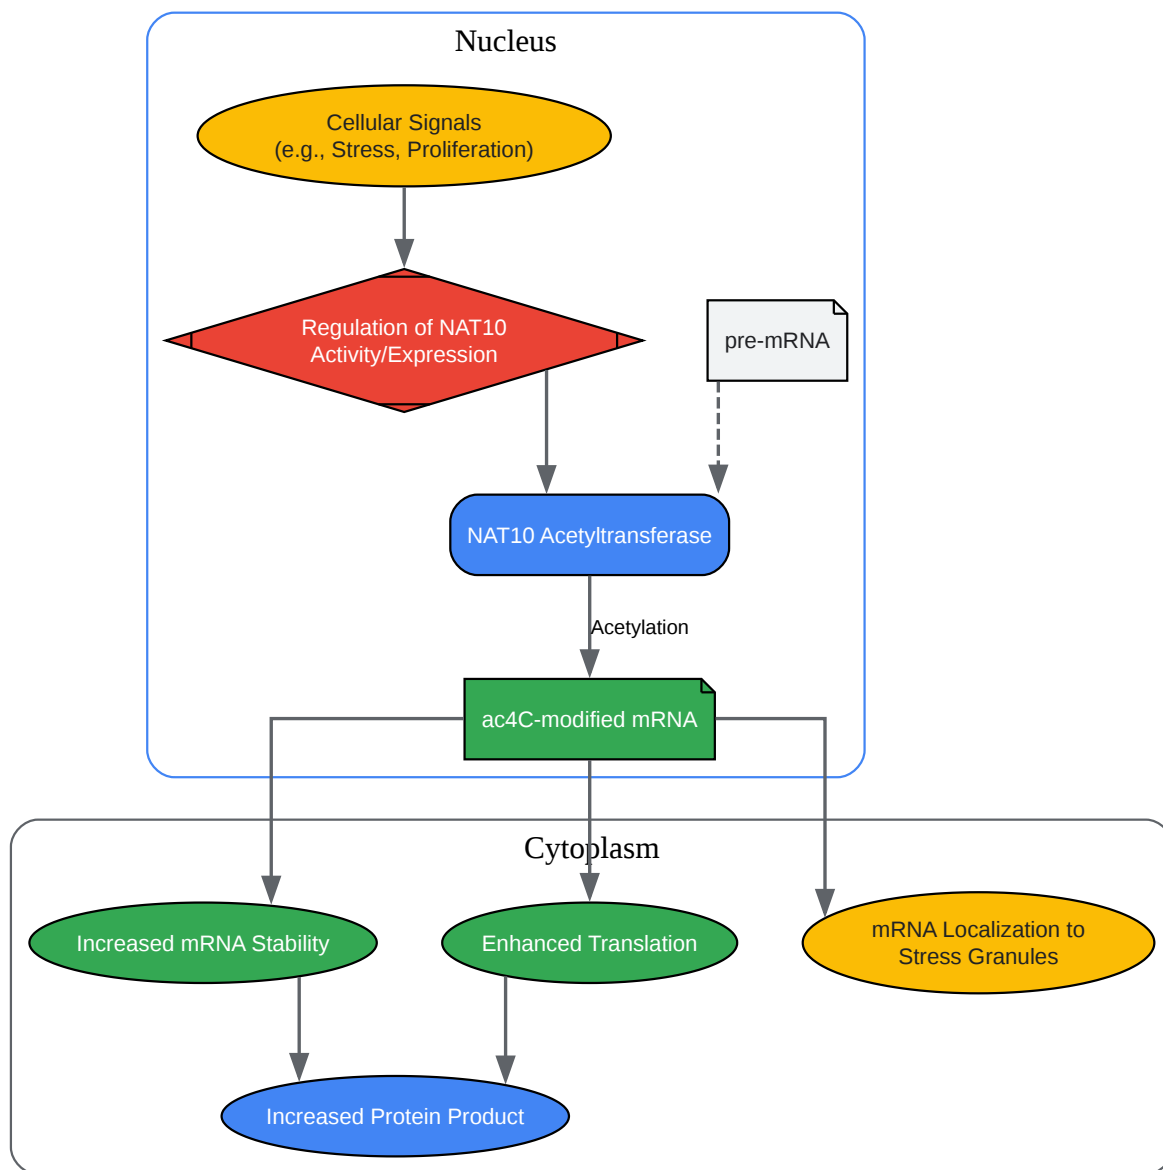 Nucleus
Cellular Signals
(e.g., Stress, Proliferation)
Regulation of NAT10
Activity/Expression
pre-mRNA
NAT10 Acetyltransferase
Acetylation
ac4C-modified mRNA
Cytoplasm
Increased mRNA Stability
Enhanced Translation
mRNA Localization to
Stress Granules
Increased Protein Product